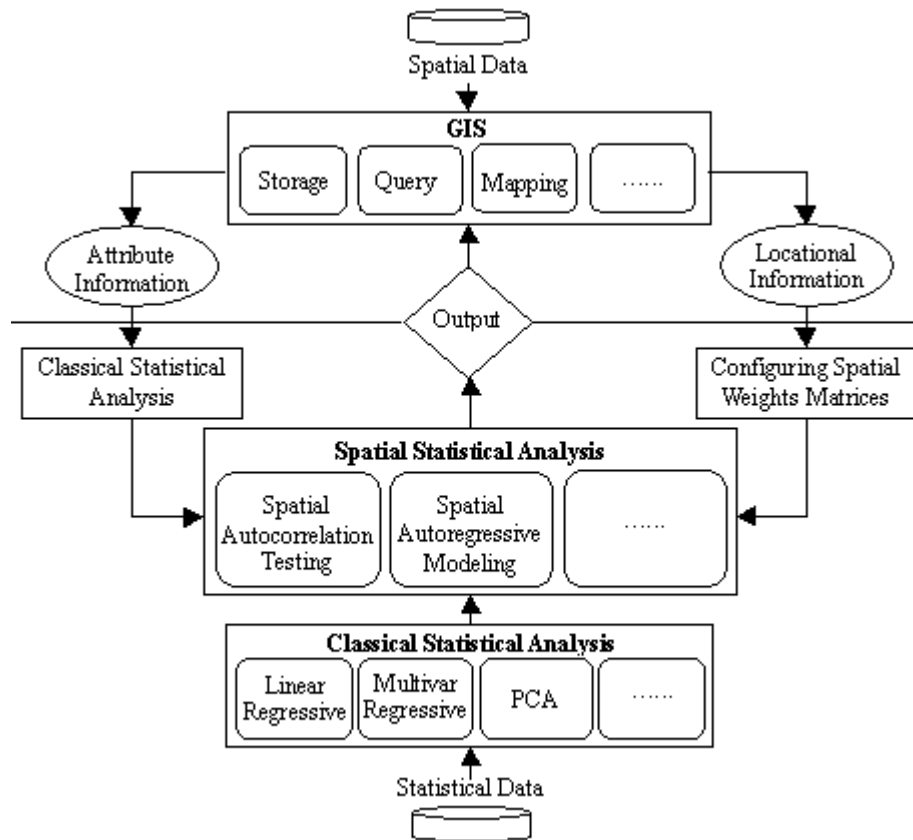 Spatial Data
GIS
Storage
Query
Mapping
......
Attribute
Information
Locational
Information
Output
Classical Statistical
Analysis
Configuring Spatial
Weights Matrices
Spatial Statistical Analysis
Spatial
Autocorrelation
Testing
Spatial
Autoregressive
Modeling
......
Classical Statistical Analysis
Linear
Regressive
Multivar
Regressive
PCA
......
Statistical Data